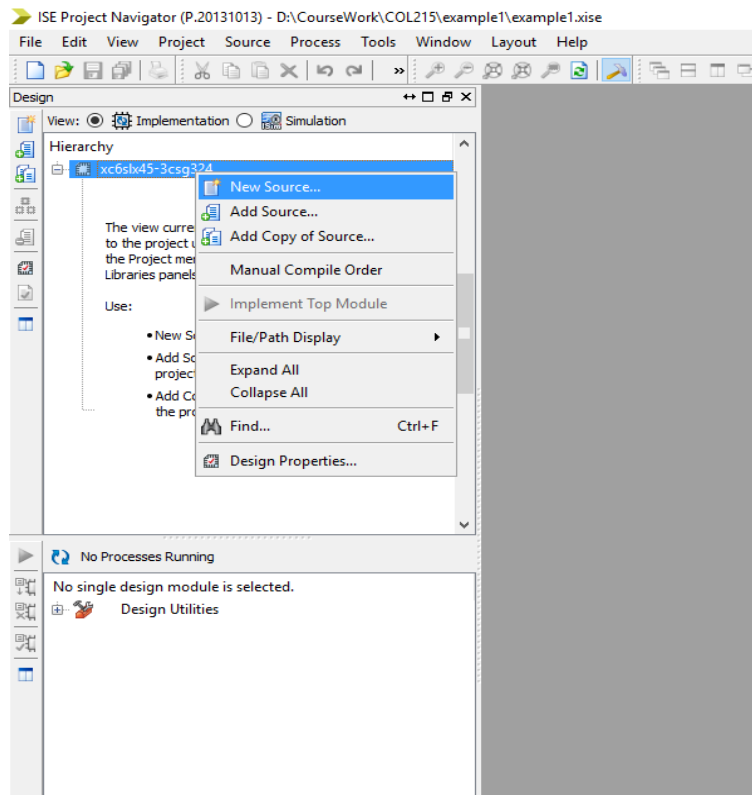 ISE Project Navigator (P.20131013) - D:\CourseWork\COL215\example1\example1.xise
File Edit View Project Source Process Tools Window Layout Help
»
Design
View: Implementation Simulation
Hierarchy
xc6slx45-3csg324
New Source...
Add Source...
Add Copy of Source...
Manual Compile Order
Implement Top Module
File/Path Display
Expand All
Collapse All
Find... Ctrl+F
Design Properties...
The view curre
to the project u
the Project me
Libraries panels
Use:
•New S
•Add So
projec
•Add Co
the pro
No Processes Running
No single design module is selected.
Design Utilities